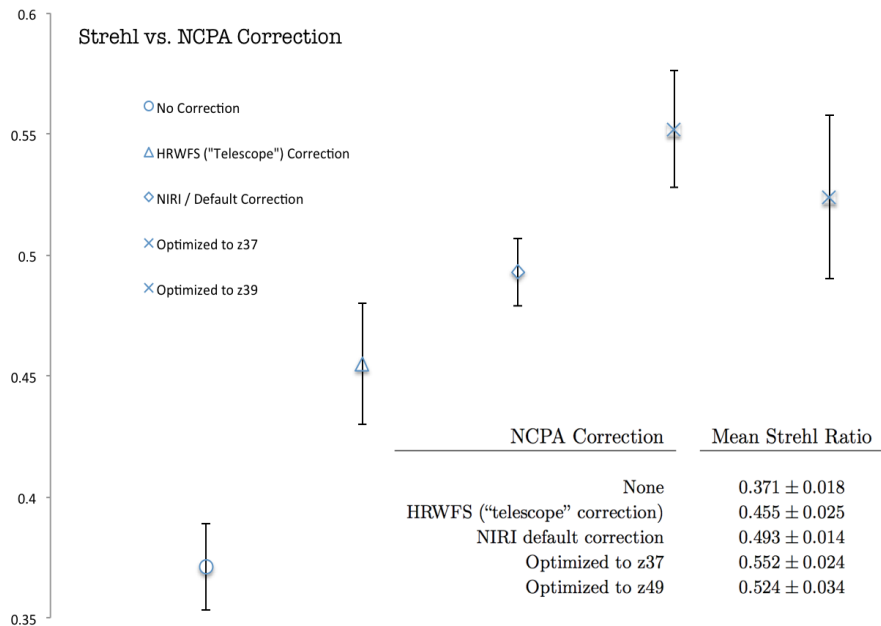 0.6
Strehl vs. NCPA Correction
No Correction
0.55
HRWFS ("Telescope") Correction
NIRI / Default Correction
Optimized to z37
0.5
Optimized to z39
0.45
NCPA Correction Mean Strehl Ratio
None 0.371 ± 0.018
0.4
HRWFS (“telescope” correction) 0.455 ± 0.025
NIRI default correction 0.493 ± 0.014
Optimized to z37 0.552 ± 0.024
Optimized to z49 0.524 ± 0.034
0.35